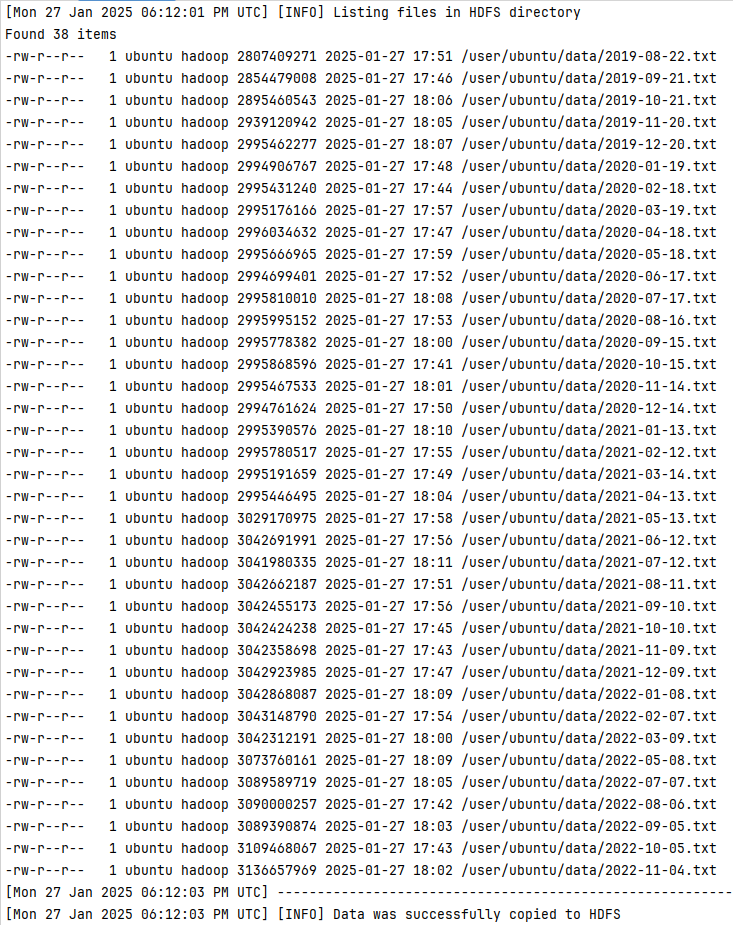 [Mon 27 Jan 2025 06:12:01 PM UTC] [INFO] Listing files in HDFS directory
Found 38 items
-rw-r--r--   1 ubuntu hadoop 2807409271 2025-01-27 17:51 /user/ubuntu/data/2019-08-22.txt
-rw-r--r--   1 ubuntu hadoop 2854479008 2025-01-27 17:46 /user/ubuntu/data/2019-09-21.txt
-rw-r--r--   1 ubuntu hadoop 2895460543 2025-01-27 18:06 /user/ubuntu/data/2019-10-21.txt
-rw-r--r--   1 ubuntu hadoop 2939120942 2025-01-27 18:05 /user/ubuntu/data/2019-11-20.txt
-rw-r--r--   1 ubuntu hadoop 2995462277 2025-01-27 18:07 /user/ubuntu/data/2019-12-20.txt
-rw-r--r--   1 ubuntu hadoop 2994906767 2025-01-27 17:48 /user/ubuntu/data/2020-01-19.txt
-rw-r--r--   1 ubuntu hadoop 2995431240 2025-01-27 17:44 /user/ubuntu/data/2020-02-18.txt
-rw-r--r--   1 ubuntu hadoop 2995176166 2025-01-27 17:57 /user/ubuntu/data/2020-03-19.txt
-rw-r--r--   1 ubuntu hadoop 2996034632 2025-01-27 17:47 /user/ubuntu/data/2020-04-18.txt
-rw-r--r--   1 ubuntu hadoop 2995666965 2025-01-27 17:59 /user/ubuntu/data/2020-05-18.txt
-rw-r--r--   1 ubuntu hadoop 2994699401 2025-01-27 17:52 /user/ubuntu/data/2020-06-17.txt
-rw-r--r--   1 ubuntu hadoop 2995810010 2025-01-27 18:08 /user/ubuntu/data/2020-07-17.txt
-rw-r--r--   1 ubuntu hadoop 2995995152 2025-01-27 17:53 /user/ubuntu/data/2020-08-16.txt
-rw-r--r--   1 ubuntu hadoop 2995778382 2025-01-27 18:00 /user/ubuntu/data/2020-09-15.txt
-rw-r--r--   1 ubuntu hadoop 2995868596 2025-01-27 17:41 /user/ubuntu/data/2020-10-15.txt
-rw-r--r--   1 ubuntu hadoop 2995467533 2025-01-27 18:01 /user/ubuntu/data/2020-11-14.txt
-rw-r--r--   1 ubuntu hadoop 2994761624 2025-01-27 17:50 /user/ubuntu/data/2020-12-14.txt
-rw-r--r--   1 ubuntu hadoop 2995390576 2025-01-27 18:10 /user/ubuntu/data/2021-01-13.txt
-rw-r--r--   1 ubuntu hadoop 2995780517 2025-01-27 17:55 /user/ubuntu/data/2021-02-12.txt
-rw-r--r--   1 ubuntu hadoop 2995191659 2025-01-27 17:49 /user/ubuntu/data/2021-03-14.txt
-rw-r--r--   1 ubuntu hadoop 2995446495 2025-01-27 18:04 /user/ubuntu/data/2021-04-13.txt
-rw-r--r--   1 ubuntu hadoop 3029170975 2025-01-27 17:58 /user/ubuntu/data/2021-05-13.txt
-rw-r--r--   1 ubuntu hadoop 3042691991 2025-01-27 17:56 /user/ubuntu/data/2021-06-12.txt
-rw-r--r--   1 ubuntu hadoop 3041980335 2025-01-27 18:11 /user/ubuntu/data/2021-07-12.txt
-rw-r--r--   1 ubuntu hadoop 3042662187 2025-01-27 17:51 /user/ubuntu/data/2021-08-11.txt
-rw-r--r--   1 ubuntu hadoop 3042455173 2025-01-27 17:56 /user/ubuntu/data/2021-09-10.txt
-rw-r--r--   1 ubuntu hadoop 3042424238 2025-01-27 17:45 /user/ubuntu/data/2021-10-10.txt
-rw-r--r--   1 ubuntu hadoop 3042358698 2025-01-27 17:43 /user/ubuntu/data/2021-11-09.txt
-rw-r--r--   1 ubuntu hadoop 3042923985 2025-01-27 17:47 /user/ubuntu/data/2021-12-09.txt
-rw-r--r--   1 ubuntu hadoop 3042868087 2025-01-27 18:09 /user/ubuntu/data/2022-01-08.txt
-rw-r--r--   1 ubuntu hadoop 3043148790 2025-01-27 17:54 /user/ubuntu/data/2022-02-07.txt
-rw-r--r--   1 ubuntu hadoop 3042312191 2025-01-27 18:00 /user/ubuntu/data/2022-03-09.txt
-rw-r--r--   1 ubuntu hadoop 3073760161 2025-01-27 18:09 /user/ubuntu/data/2022-05-08.txt
-rw-r--r--   1 ubuntu hadoop 3089589719 2025-01-27 18:05 /user/ubuntu/data/2022-07-07.txt
-rw-r--r--   1 ubuntu hadoop 3090000257 2025-01-27 17:42 /user/ubuntu/data/2022-08-06.txt
-rw-r--r--   1 ubuntu hadoop 3089390874 2025-01-27 18:03 /user/ubuntu/data/2022-09-05.txt
-rw-r--r--   1 ubuntu hadoop 3109468067 2025-01-27 17:43 /user/ubuntu/data/2022-10-05.txt
-rw-r--r--   1 ubuntu hadoop 3136657969 2025-01-27 18:02 /user/ubuntu/data/2022-11-04.txt
[Mon 27 Jan 2025 06:12:03 PM UTC] ---------------------------------------------------------
[Mon 27 Jan 2025 06:12:03 PM UTC] [INFO] Data was successfully copied to HDFS